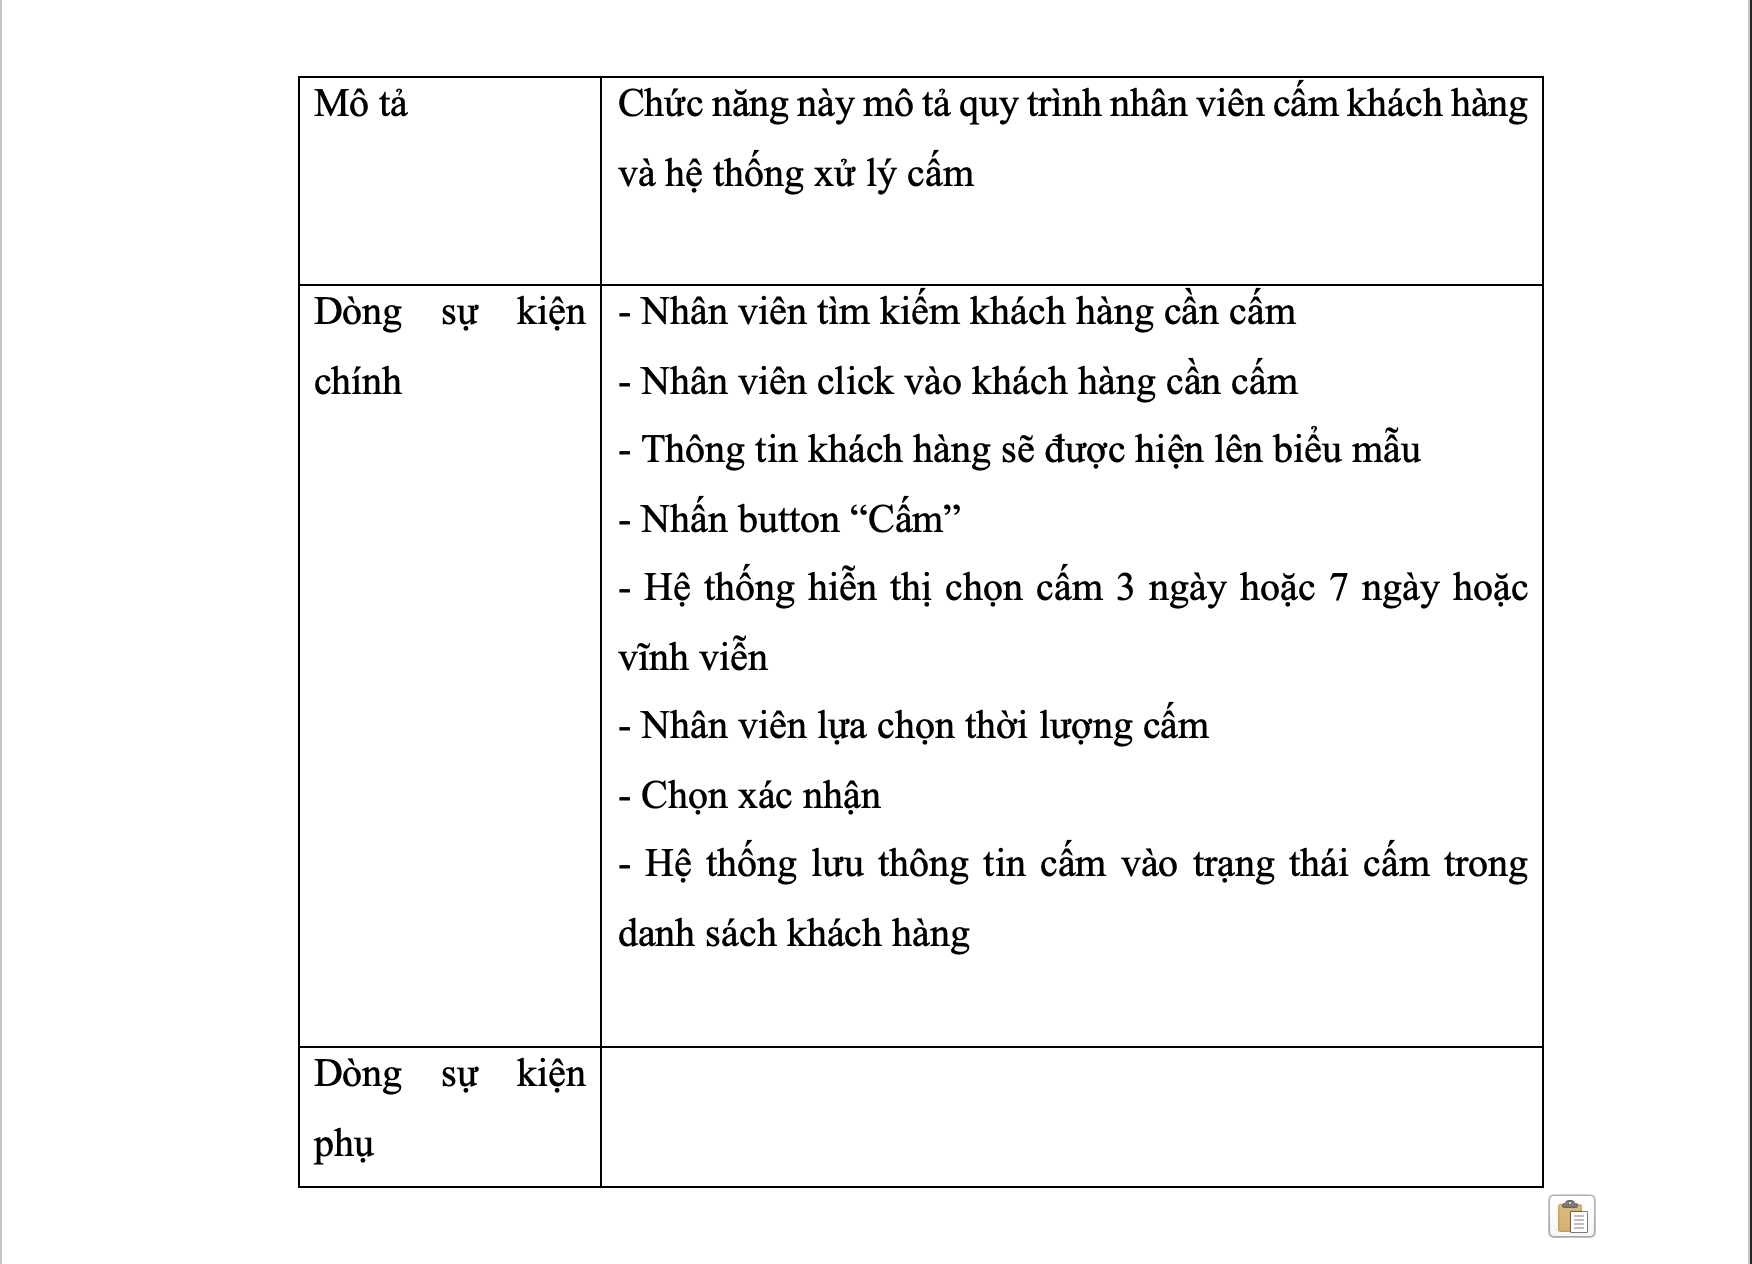 Mô tả
Chức năng này mô tả quy trình nhân viên cấm khách hàng
và hệ thống xử lý cấm
Dòng sự kiện
chính
- Nhân viên tìm kiếm khách hàng cần cấm
- Nhân viên click vào khách hàng cần cấm
- Thông tin khách hàng sẽ được hiện lên biểu mẫu
- Nhấn button “Cấm”
- Hệ thống hiễn thị chọn cấm 3 ngày hoặc 7 ngày hoặc
vĩnh viễn
- Nhân viên lựa chọn thời lượng cấm
- Chọn xác nhận
- Hệ thống lưu thông tin cấm vào trạng thái cấm trong
danh sách khách hàng
Dòng sự kiện
phụ